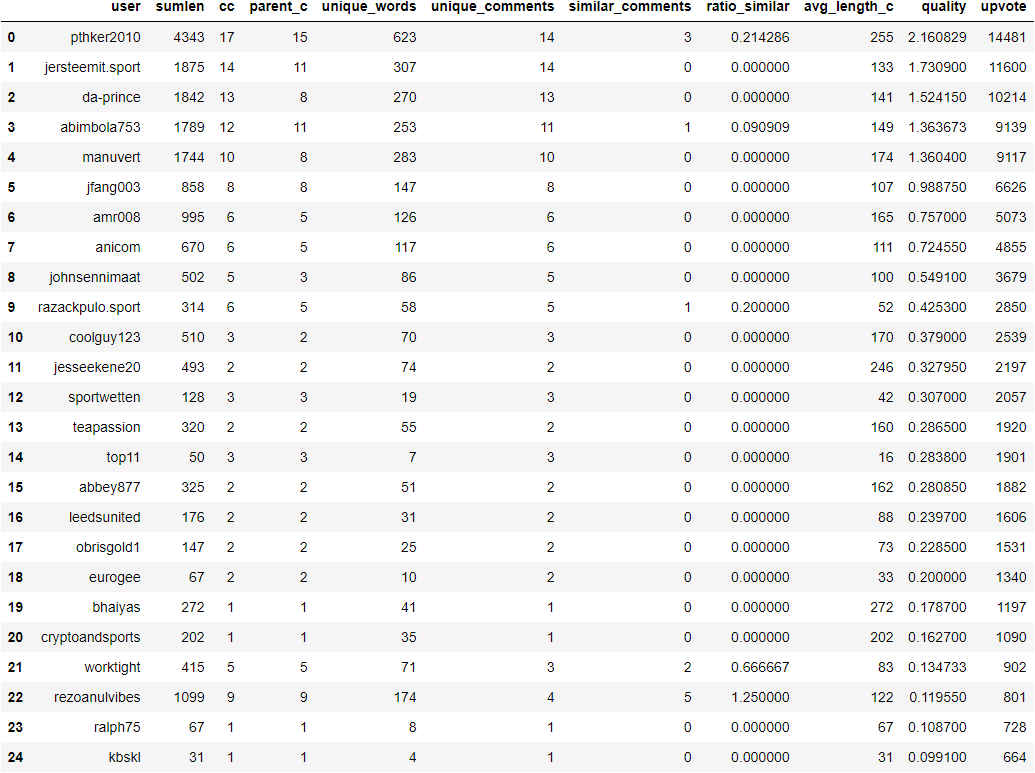 user sumlen cc parent_c unique_words unique_comments similar_comments ratio_similar avg_length_c quality upvote
0 pthker2010 4343 17 15 623 14 3 0.214286 255 2.160829 14481
1 jersteemit.sport 1875 14 11 307 14 0 0.000000 133 1.730900 11600
2 da-prince 1842 13 8 270 13 0 0.000000 141 1.524150 10214
3 abimbola753 1789 12 11 253 11 1 0.090909 149 1.363673 9139
4 manuvert 1744 10 8 283 10 0 0.000000 174 1.360400 9117
5 jfang003 858 8 8 147 8 0 0.000000 107 0.988750 6626
6 amr008 995 6 5 126 6 0 0.000000 165 0.757000 5073
7 anicom 670 6 5 117 6 0 0.000000 111 0.724550 4855
8 johnsennimaat 502 5 3 86 5 0 0.000000 100 0.549100 3679
9 razackpulo.sport 314 6 5 58 5 1 0.200000 52 0.425300 2850
10 coolguy123 510 3 2 70 3 0 0.000000 170 0.379000 2539
11 jesseekene20 493 2 2 74 2 0 0.000000 246 0.327950 2197
12 sportwetten 128 3 3 19 3 0 0.000000 42 0.307000 2057
13 teapassion 320 2 2 55 2 0 0.000000 160 0.286500 1920
14 top11 50 3 3 7 3 0 0.000000 16 0.283800 1901
15 abbey877 325 2 2 51 2 0 0.000000 162 0.280850 1882
16 leedsunited 176 2 2 31 2 0 0.000000 88 0.239700 1606
17 obrisgold1 147 2 2 25 2 0 0.000000 73 0.228500 1531
18 eurogee 67 2 2 10 2 0 0.000000 33 0.200000 1340
19 bhaiyas 272 1 1 41 1 0 0.000000 272 0.178700 1197
20 cryptoandsports 202 1 1 35 1 0 0.000000 202 0.162700 1090
21 worktight 415 5 5 71 3 2 0.666667 83 0.134733 902
22 rezoanulvibes 1099 9 9 174 4 5 1.250000 122 0.119550 801
23 ralph75 67 1 1 8 1 0 0.000000 67 0.108700 728
24 kbskl 31 1 1 4 1 0 0.000000 31 0.099100 664